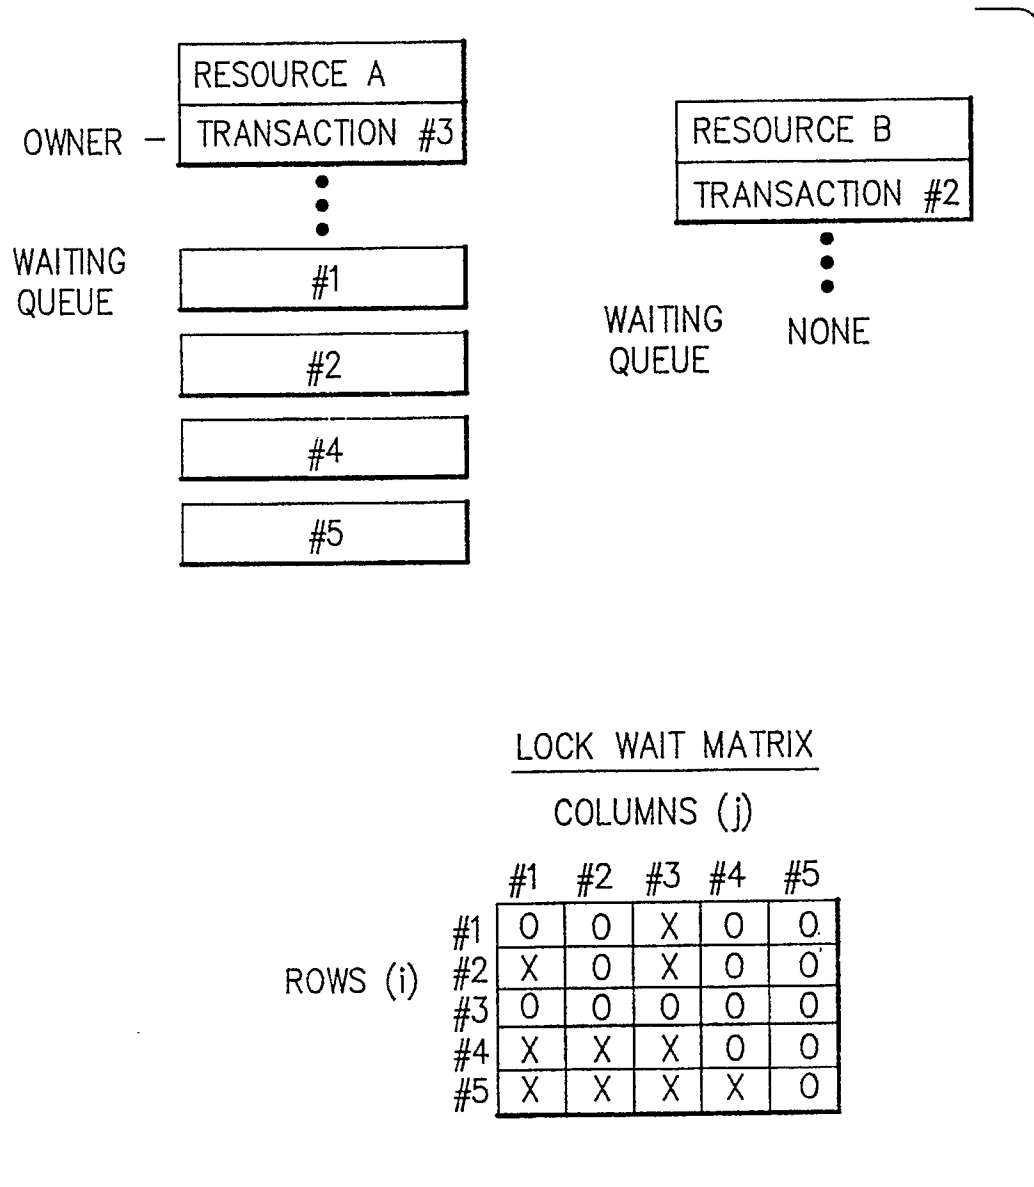 RESOURCE A
OWNER – TRANSACTION #3
WAITING
QUEUE
#1
#2
#4
#5
RESOURCE B
TRANSACTION #2
WAITING
QUEUE
NONE
LOCK WAIT MATRIX
COLUMNS (j)
#1 #2 #3 #4 #5
ROWS (i)
#1 O O X O O
#2 X O X O O
#3 O O O O O
#4 X X X O O
#5 X X X X O